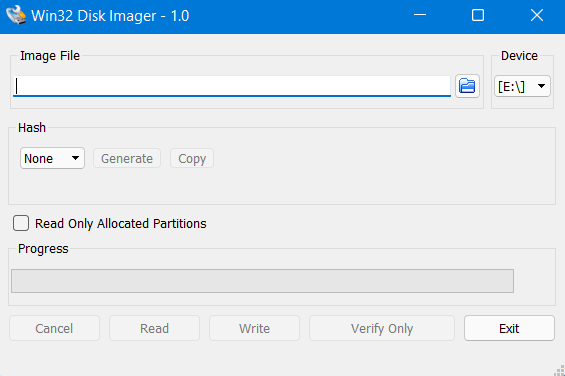 Win32 Disk Imager - 1.0
Image File
Device
[E:\]
Hash
None Generate Copy
Read Only Allocated Partitions
Progress
Cancel Read Write Verify Only Exit